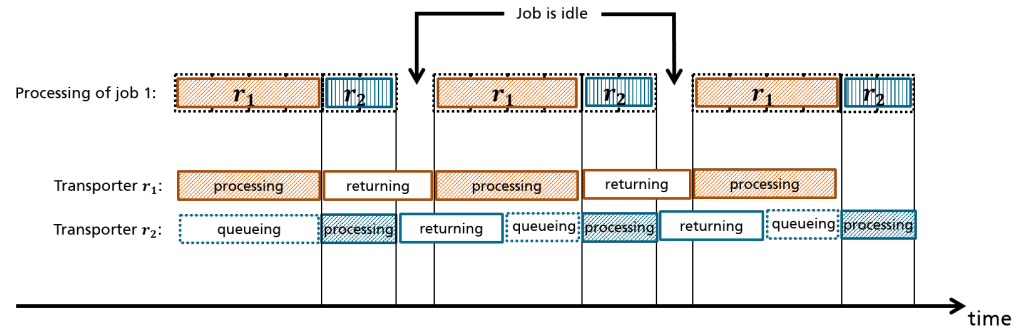 Job is idle
Processing of job 1: r₁ r₂ r₁ r₂ r₁ r₂
Transporter r₁: processing returning processing returning processing
Transporter r₂: queueing processing returning queueing processing returning queueing processing
time